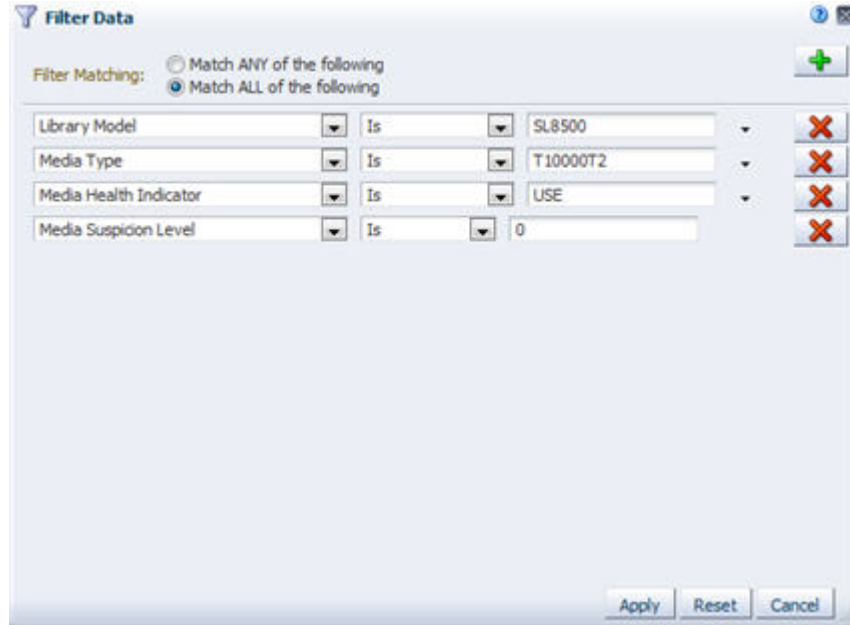 Filter Data
Filter Matching:
Match ANY of the following
Match ALL of the following
Library Model Is SL8500
Media Type Is T10000T2
Media Health Indicator Is USE
Media Suspicion Level Is 0
Apply Reset Cancel